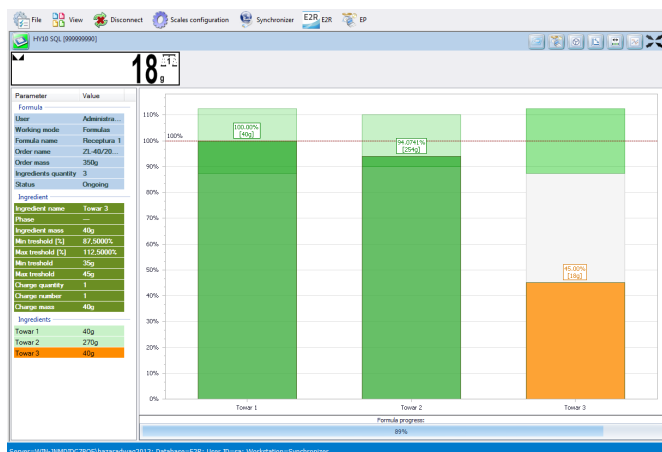 File View Disconnect Scales configuration Synchronizer E2R E2R EP
HY10 SQL [999999990]
18 g
Parameter Value
Formula
User Administra...
Working mode Formulas
Formula name Receptura 1
Order name ZL-40/20...
Order mass 350g
Ingredients quantity 3
Status Ongoing
Ingredient
Ingredient name Towar 3
Phase ---
Ingredient mass 40g
Min treshold [%] 87,5000%
Max treshold [%] 112,5000%
Min treshold 35g
Max treshold 45g
Charge quantity 1
Charge number 1
Charge mass 40g
Ingredients
Towar 1 40g
Towar 2 270g
Towar 3 40g
110%
100%
90%
80%
70%
60%
50%
40%
30%
20%
10%
0%
100%
100.00%
[40g]
94.0741%
[254g]
45.00%
[18g]
Towar 1 Towar 2 Towar 3
Formula progress:
89%